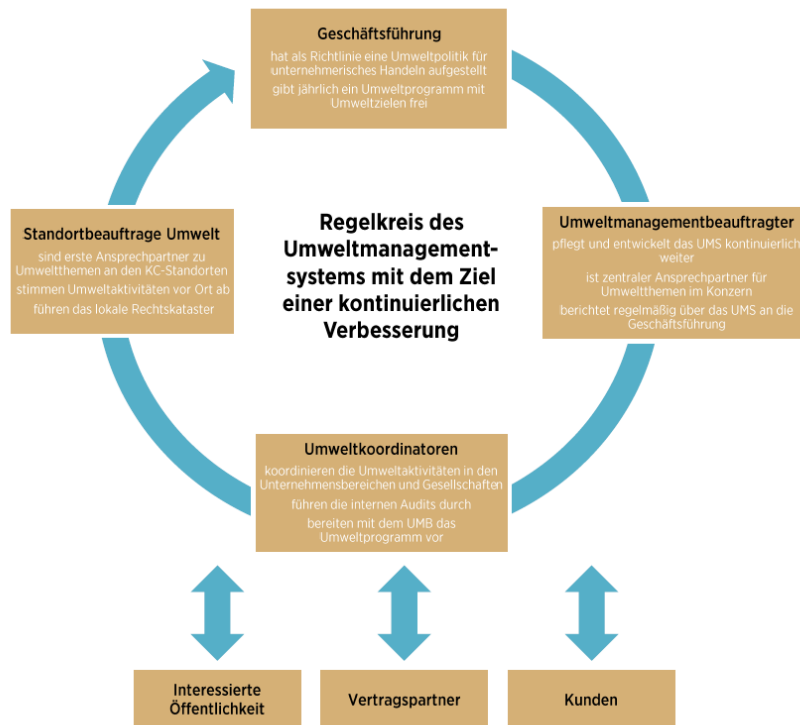 Geschäftsführung
hat als Richtlinie eine Umweltpolitik für
unternehmerisches Handeln aufgestellt
gibt jährlich ein Umweltprogramm mit
Umweltzielen frei
Standortbeauftrage Umwelt
sind erste Ansprechpartner zu
Umweltthemen an den KC-Standorten
stimmen Umweltaktivitäten vor Ort ab
führen das lokale Rechtskataster
Regelkreis des
Umweltmanagement-
systems mit dem Ziel
einer kontinuierlichen
Verbesserung
Umweltmanagementbeauftragter
pflegt und entwickelt das UMS kontinuierlich
weiter
ist zentraler Ansprechpartner für
Umweltthemen im Konzern
berichtet regelmäßig über das UMS an die
Geschäftsführung
Umweltkoordinatoren
koordinieren die Umweltaktivitäten in den
Unternehmensbereichen und Gesellschaften
führen die internen Audits durch
bereiten mit dem UMB das
Umweltprogramm vor
Interessierte
Öffentlichkeit
Vertragspartner
Kunden